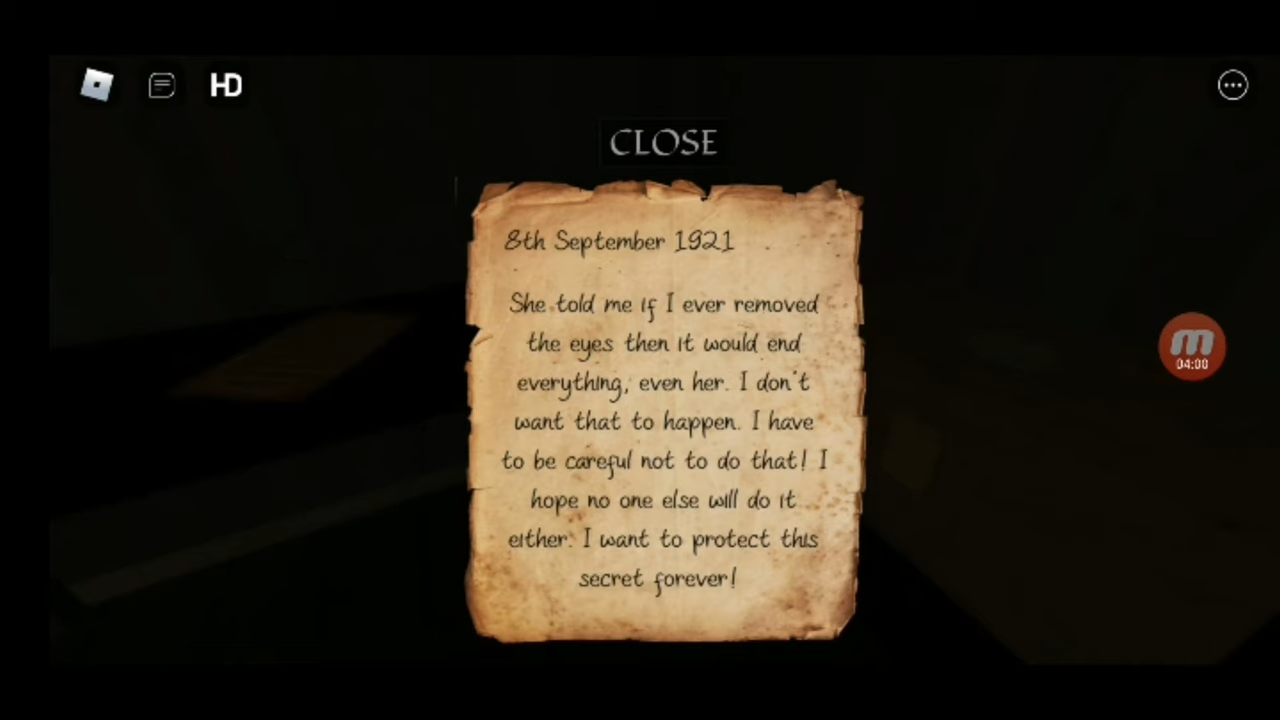 HD
CLOSE
8th September 1921
She told me if I ever removed
the eyes then it would end
everything, even her. I don't
want that to happen. I have
to be careful not to do that! I
hope no one else will do it
either. I want to protect this
secret forever!
04:00